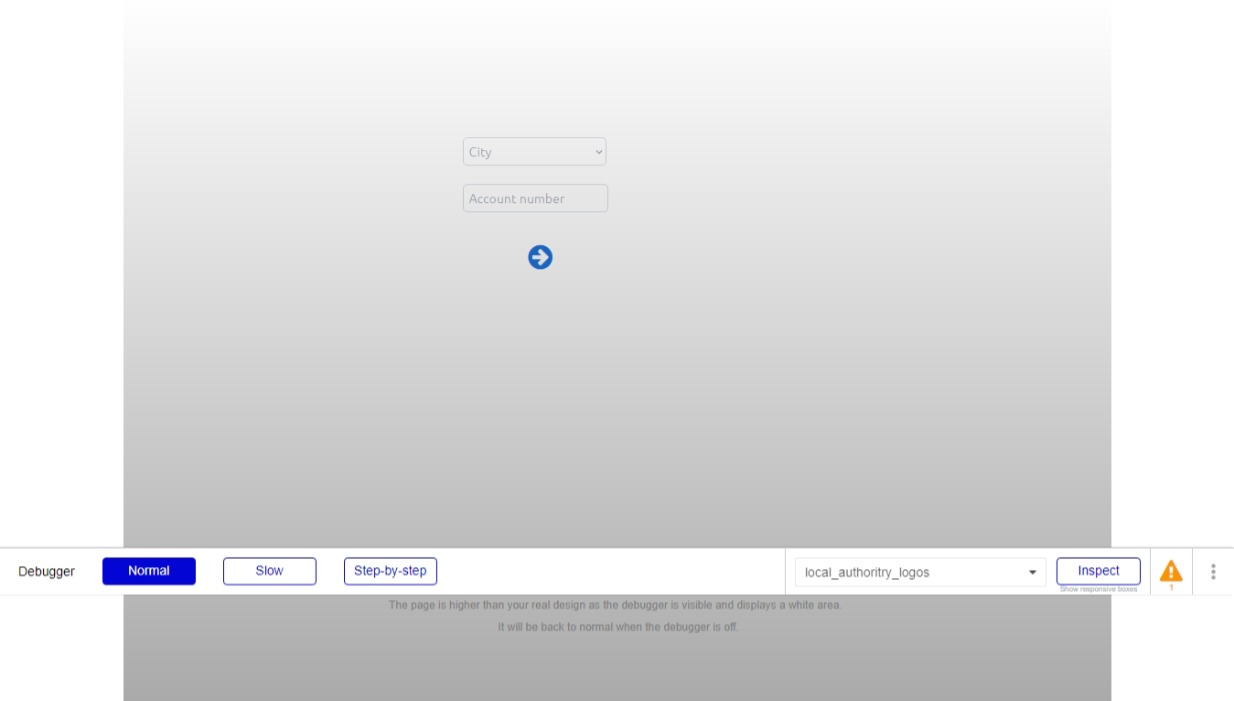 City
Account number
Debugger
Normal
Slow
Step-by-step
local_authoritry_logos
Inspect
Show responsive boxes
1
The page is higher than your real design as the debugger is visible and displays a white area.
It will be back to normal when the debugger is off.